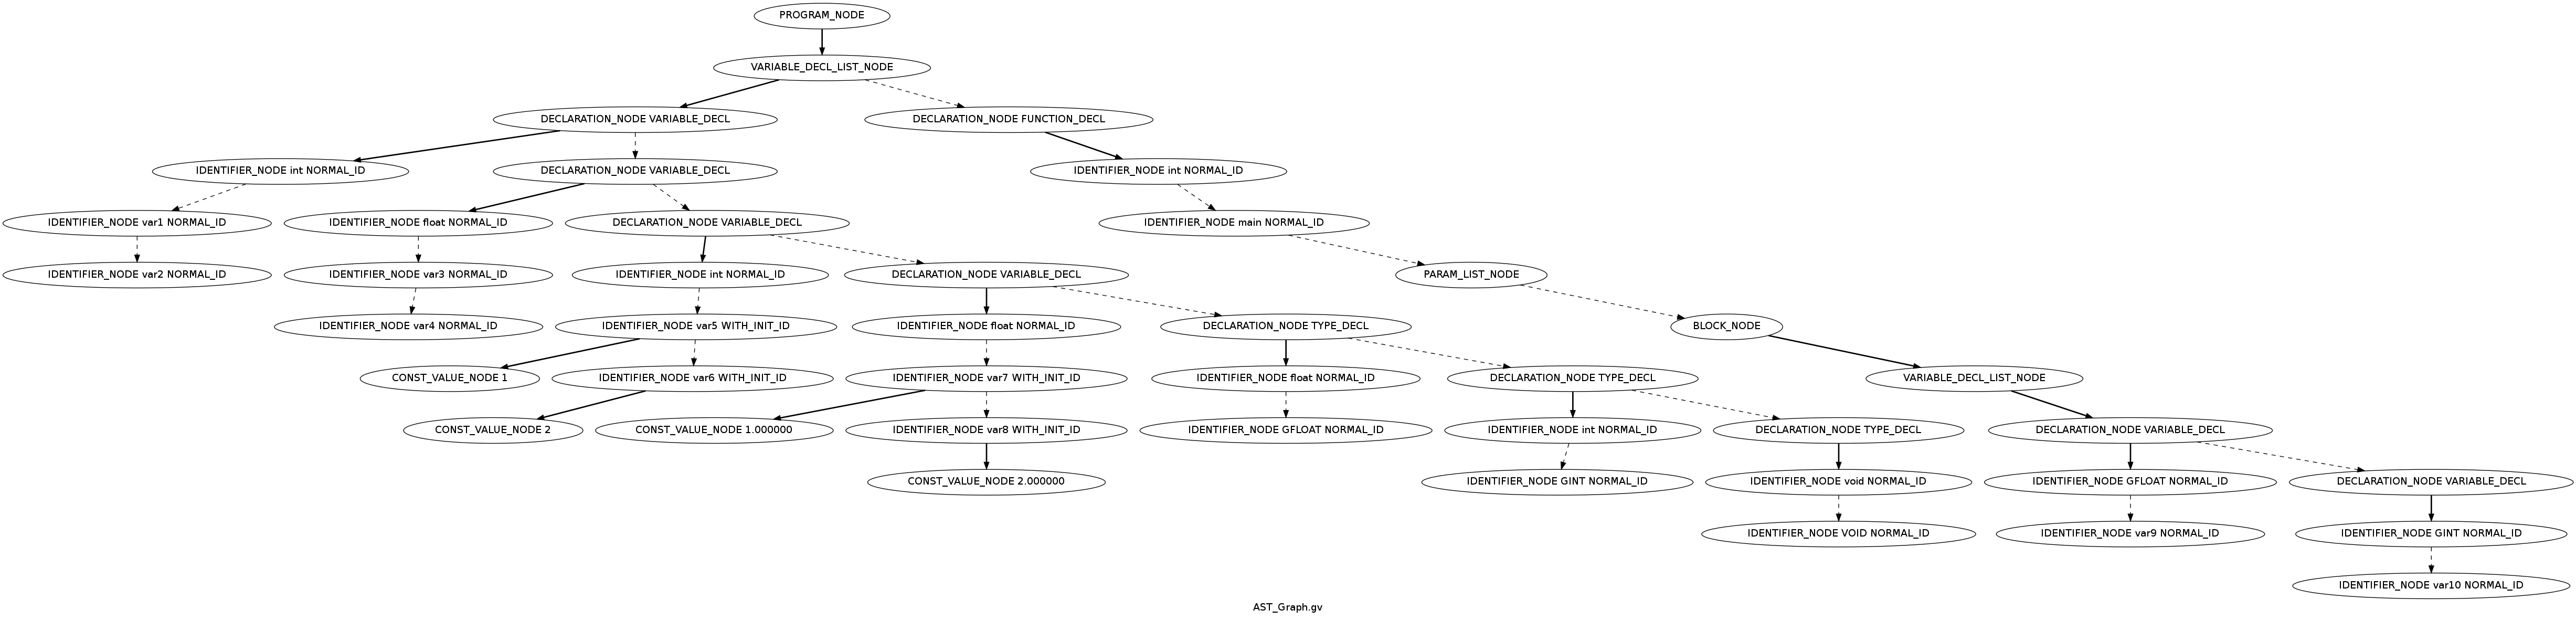 PROGRAM_NODE
VARIABLE_DECL_LIST_NODE
DECLARATION_NODE VARIABLE_DECL
DECLARATION_NODE FUNCTION_DECL
IDENTIFIER_NODE int NORMAL_ID
DECLARATION_NODE VARIABLE_DECL
IDENTIFIER_NODE int NORMAL_ID
IDENTIFIER_NODE var1 NORMAL_ID
IDENTIFIER_NODE float NORMAL_ID
DECLARATION_NODE VARIABLE_DECL
IDENTIFIER_NODE main NORMAL_ID
IDENTIFIER_NODE var2 NORMAL_ID
IDENTIFIER_NODE var3 NORMAL_ID
IDENTIFIER_NODE int NORMAL_ID
DECLARATION_NODE VARIABLE_DECL
PARAM_LIST_NODE
IDENTIFIER_NODE var4 NORMAL_ID
IDENTIFIER_NODE var5 WITH_INIT_ID
IDENTIFIER_NODE float NORMAL_ID
DECLARATION_NODE TYPE_DECL
BLOCK_NODE
CONST_VALUE_NODE 1
IDENTIFIER_NODE var6 WITH_INIT_ID
IDENTIFIER_NODE var7 WITH_INIT_ID
IDENTIFIER_NODE float NORMAL_ID
DECLARATION_NODE TYPE_DECL
VARIABLE_DECL_LIST_NODE
CONST_VALUE_NODE 2
CONST_VALUE_NODE 1.000000
IDENTIFIER_NODE var8 WITH_INIT_ID
IDENTIFIER_NODE GFLOAT NORMAL_ID
IDENTIFIER_NODE int NORMAL_ID
DECLARATION_NODE TYPE_DECL
DECLARATION_NODE VARIABLE_DECL
CONST_VALUE_NODE 2.000000
IDENTIFIER_NODE GINT NORMAL_ID
IDENTIFIER_NODE void NORMAL_ID
IDENTIFIER_NODE GFLOAT NORMAL_ID
DECLARATION_NODE VARIABLE_DECL
IDENTIFIER_NODE VOID NORMAL_ID
IDENTIFIER_NODE var9 NORMAL_ID
IDENTIFIER_NODE GINT NORMAL_ID
IDENTIFIER_NODE var10 NORMAL_ID
AST_Graph.gv